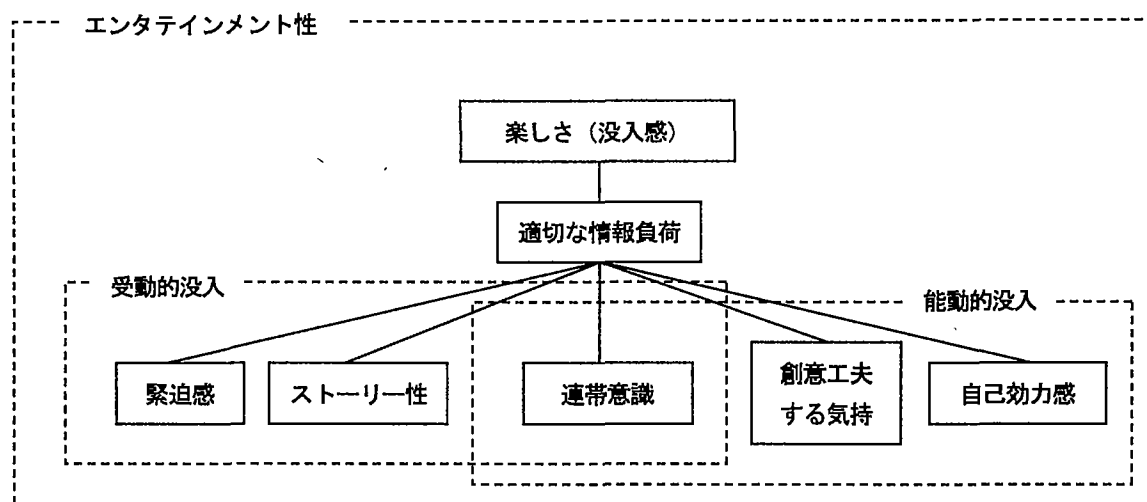 エンタテインメント性
楽しさ（没入感）
適切な情報負荷
受動的没入
能動的没入
緊迫感
ストーリー性
連帯意識
創意工夫
する気持
自己効力感